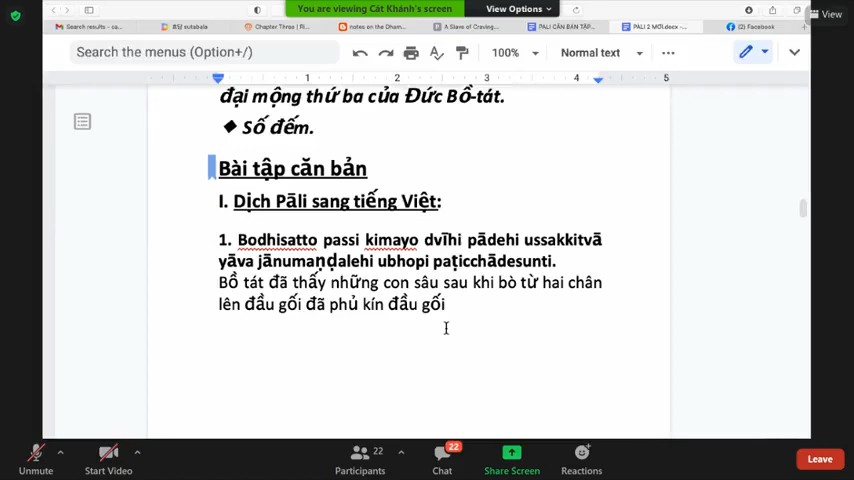 You are viewing Cát Khánh's screen
View Options
View
Search results - ca...
eutabala
Chapter Three | Ri...
notes on the Dham...
A Slave of Craving...
PALI CĂN BẢN TẬP...
PALI 2 MỚI.docx -...
Facebook
Search the menus (Option+/)
100%
Normal text
1
2
3
4
5
đại mộng thứ ba của Đức Bồ-tát.
❖ Số đếm.
Bài tập căn bản
I. Dịch Pāli sang tiếng Việt:
1. Bodhisatto passi kimayo dvīhi pādehi ussakkitvā
yāva jānumaṇḍalehi ubhopi paṭicchādesunti.
Bồ tát đã thấy những con sâu sau khi bò từ hai chân
lên đầu gối đã phủ kín đầu gối
22
22
Unmute
Start Video
Participants
Chat
Share Screen
Reactions
Leave